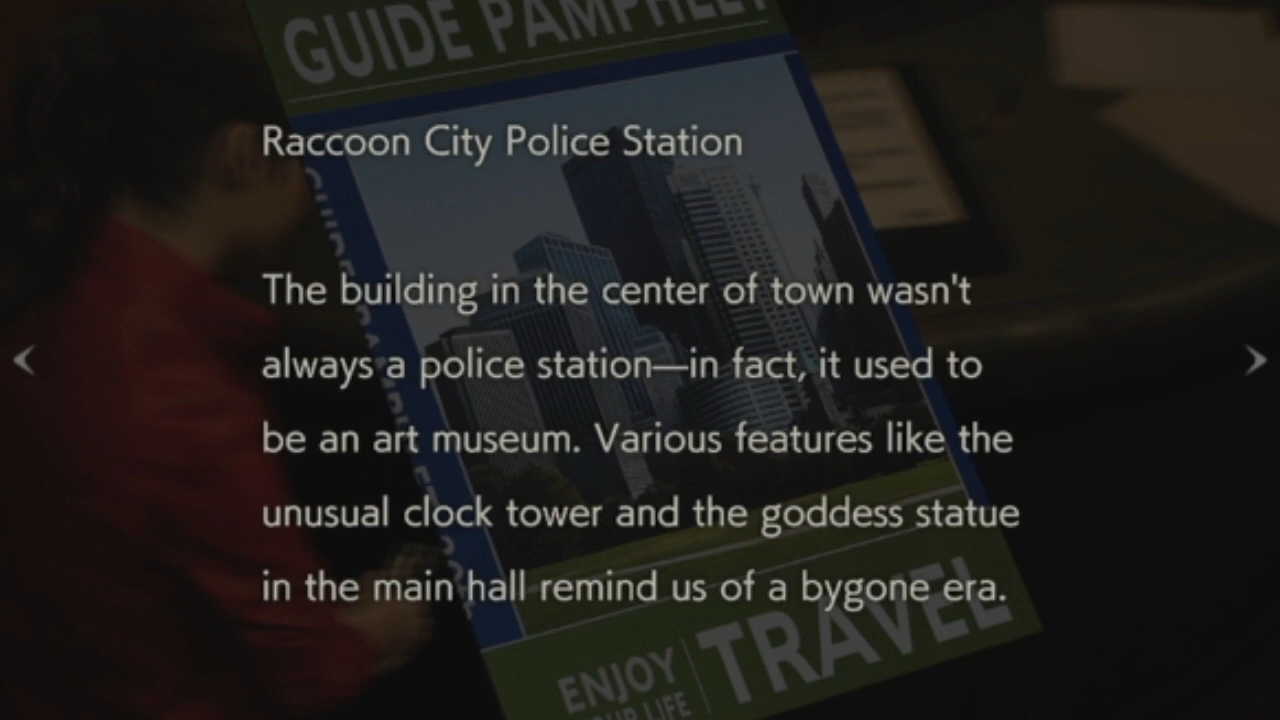 GUIDE PAMPHLET
Raccoon City Police Station
The building in the center of town wasn't
always a police station—in fact, it used to
be an art museum. Various features like the
unusual clock tower and the goddess statue
in the main hall remind us of a bygone era.
ENJOY
TRAVEL
LIFE